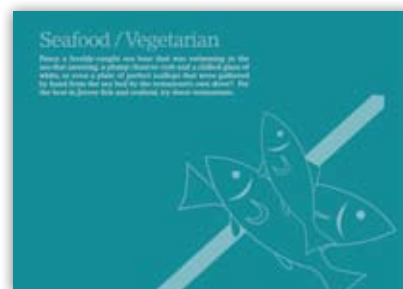 Seafood / Vegetarian
Fancy a freshly-caught sea bass that was swimming in the
sea that morning, a plump chancre crab and a chilled glass of
white, or even a plate of perfect scallops that were gathered
by hand from the sea bed by the restaurant's own diver? For
the best in Jersey fish and seafood, try these restaurants.